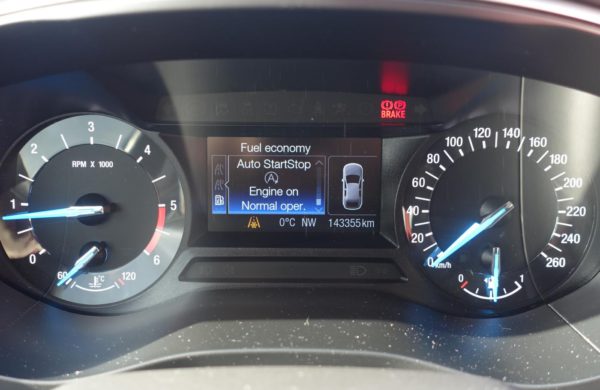 BRAKE
Fuel economy
Auto StartStop
A
Engine on
Normal oper.
0°C NW 143355 km
0
1
2
3
4
5
6
RPM X 1000
60 °C 120
0
20
40
60
80
100
120
140
160
180
200
220
240
260
km/h
0 1